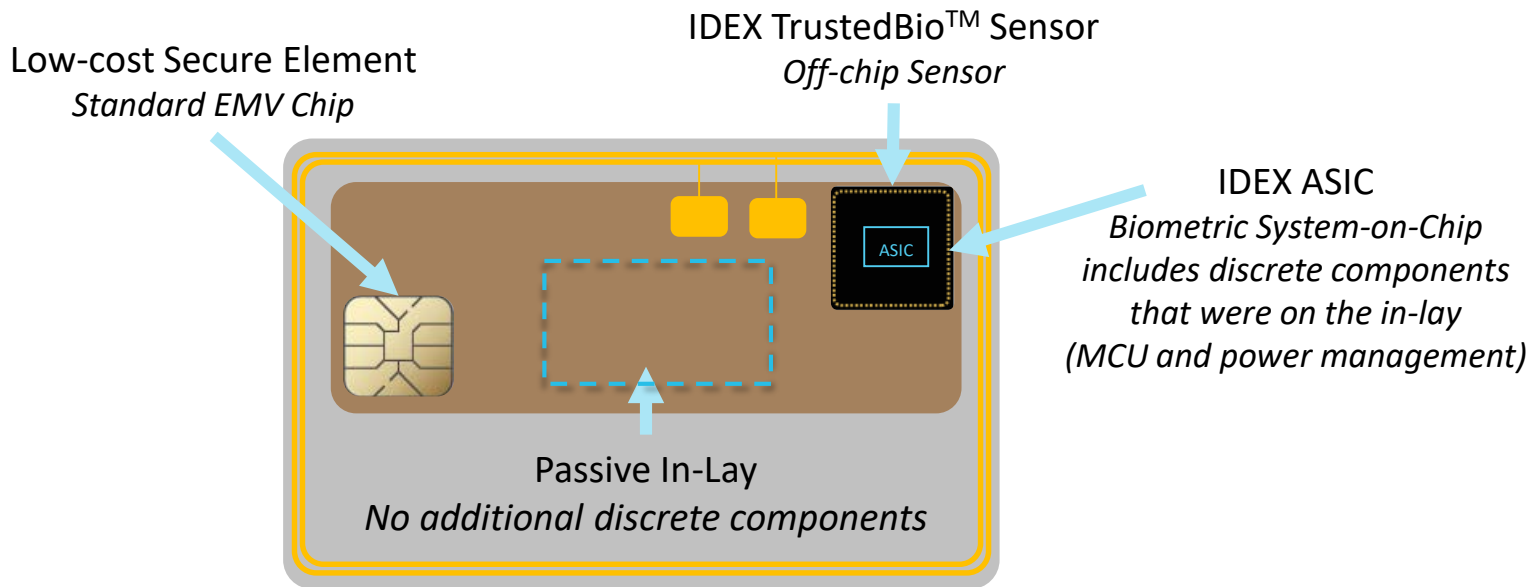 Low-cost Secure Element
Standard EMV Chip
IDEX TrustedBio™ Sensor
Off-chip Sensor
IDEX ASIC
Biometric System-on-Chip
includes discrete components
that were on the in-lay
(MCU and power management)
ASIC
Passive In-Lay
No additional discrete components